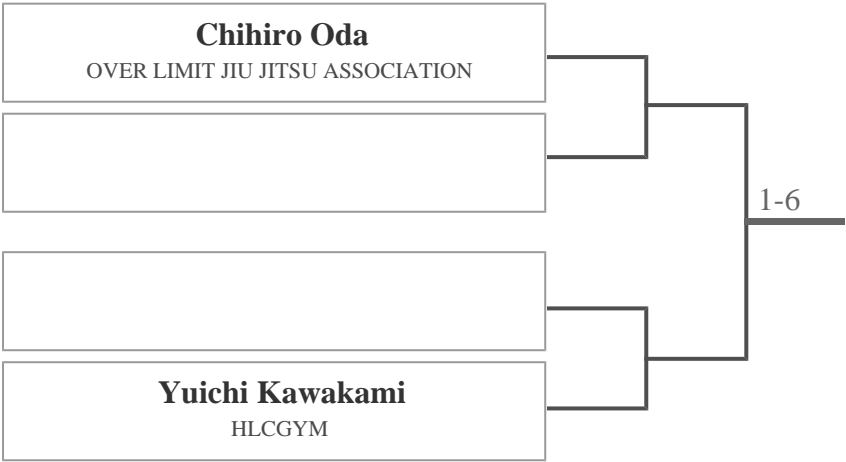 Chihiro Oda
OVER LIMIT JIU JITSU ASSOCIATION
1-6
Yuichi Kawakami
HLCGYM